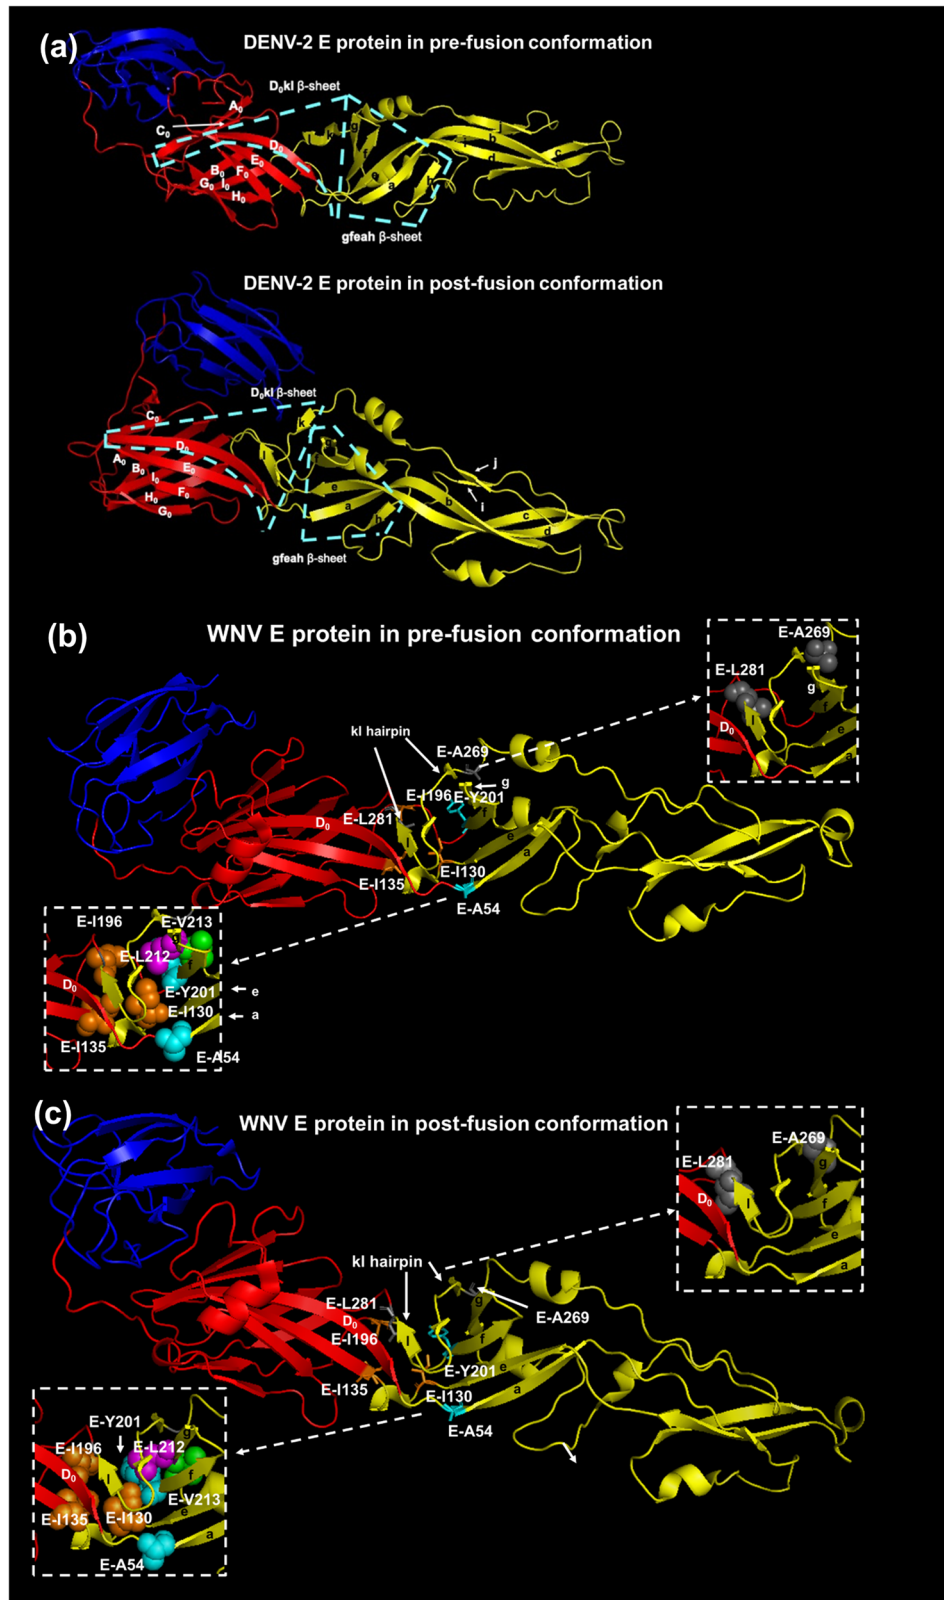 (a)
DENV-2 E protein in pre-fusion conformation
D₀kl β-sheet
A₀
C₀
D₀
g
k
l
j
b
i
f
c
d
E₀
B₀
F₀
e
a
h
G₀
I₀
H₀
gfeah β-sheet
DENV-2 E protein in post-fusion conformation
D₀kl β-sheet
C₀
k
g
D₀
j
A₀
B₀
E₀
l
I₀
e
i
H₀
F₀
a
b
c
G₀
h
d
gfeah β-sheet
(b)
WNV E protein in pre-fusion conformation
E-A269
E-L281
g
f
D₀
e
a
kl hairpin
E-A269
g
E-I196
E-Y201
E-L281
D₀
f
l
e
a
E-I130
E-I135
E-A54
E-I196
E-V213
g
E-L212
f
D₀
E-Y201
e
E-I130
a
E-I135
E-A54
(c)
WNV E protein in post-fusion conformation
E-A269
E-L281
g
D₀
l
f
e
a
kl hairpin
g
E-L281
E-A269
D₀
E-I196
f
l
e
E-Y201
E-I135
a
E-I130
E-A54
E-Y201
g
E-I196
E-L212
D₀
l
f
E-V213
E-I135
E-I130
e
a
E-A54